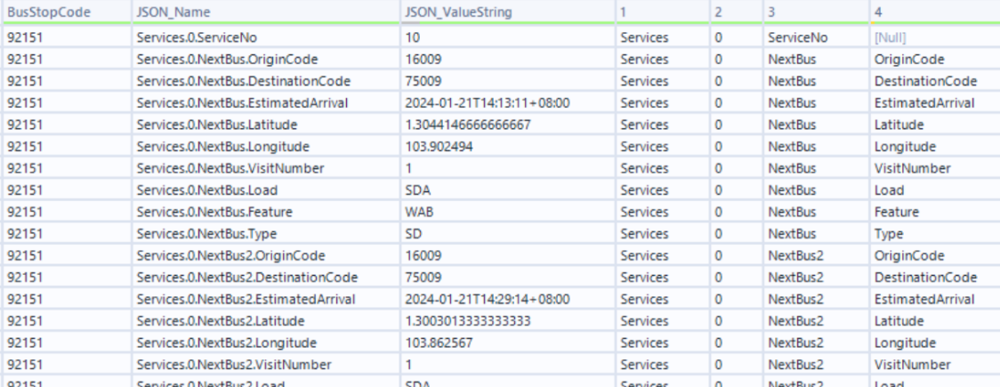 BusStopCode JSON_Name JSON_ValueString 1 2 3 4
92151 Services.0.ServiceNo 10 Services 0 ServiceNo [Null]
92151 Services.0.NextBus.OriginCode 16009 Services 0 NextBus OriginCode
92151 Services.0.NextBus.DestinationCode 75009 Services 0 NextBus DestinationCode
92151 Services.0.NextBus.EstimatedArrival 2024-01-21T14:13:11+08:00 Services 0 NextBus EstimatedArrival
92151 Services.0.NextBus.Latitude 1.3044146666666667 Services 0 NextBus Latitude
92151 Services.0.NextBus.Longitude 103.902494 Services 0 NextBus Longitude
92151 Services.0.NextBus.VisitNumber 1 Services 0 NextBus VisitNumber
92151 Services.0.NextBus.Load SDA Services 0 NextBus Load
92151 Services.0.NextBus.Feature WAB Services 0 NextBus Feature
92151 Services.0.NextBus.Type SD Services 0 NextBus Type
92151 Services.0.NextBus2.OriginCode 16009 Services 0 NextBus2 OriginCode
92151 Services.0.NextBus2.DestinationCode 75009 Services 0 NextBus2 DestinationCode
92151 Services.0.NextBus2.EstimatedArrival 2024-01-21T14:29:14+08:00 Services 0 NextBus2 EstimatedArrival
92151 Services.0.NextBus2.Latitude 1.3003013333333333 Services 0 NextBus2 Latitude
92151 Services.0.NextBus2.Longitude 103.862567 Services 0 NextBus2 Longitude
92151 Services.0.NextBus2.VisitNumber 1 Services 0 NextBus2 VisitNumber
92151 Services.0.NextBus2.Load SDA Services 0 NextBus2 Load